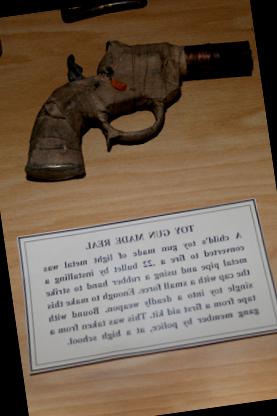 TOY GUN MADE REAL
A child's toy gun made of light metal was
converted to fire a .22 bullet by installing a
metal pipe and using a rubber band to strike
the cap with a small force. Enough to make this
single toy into a deadly weapon. Bound with
tape from a first aid kit. This was taken from a
gang member by police, at a high school.